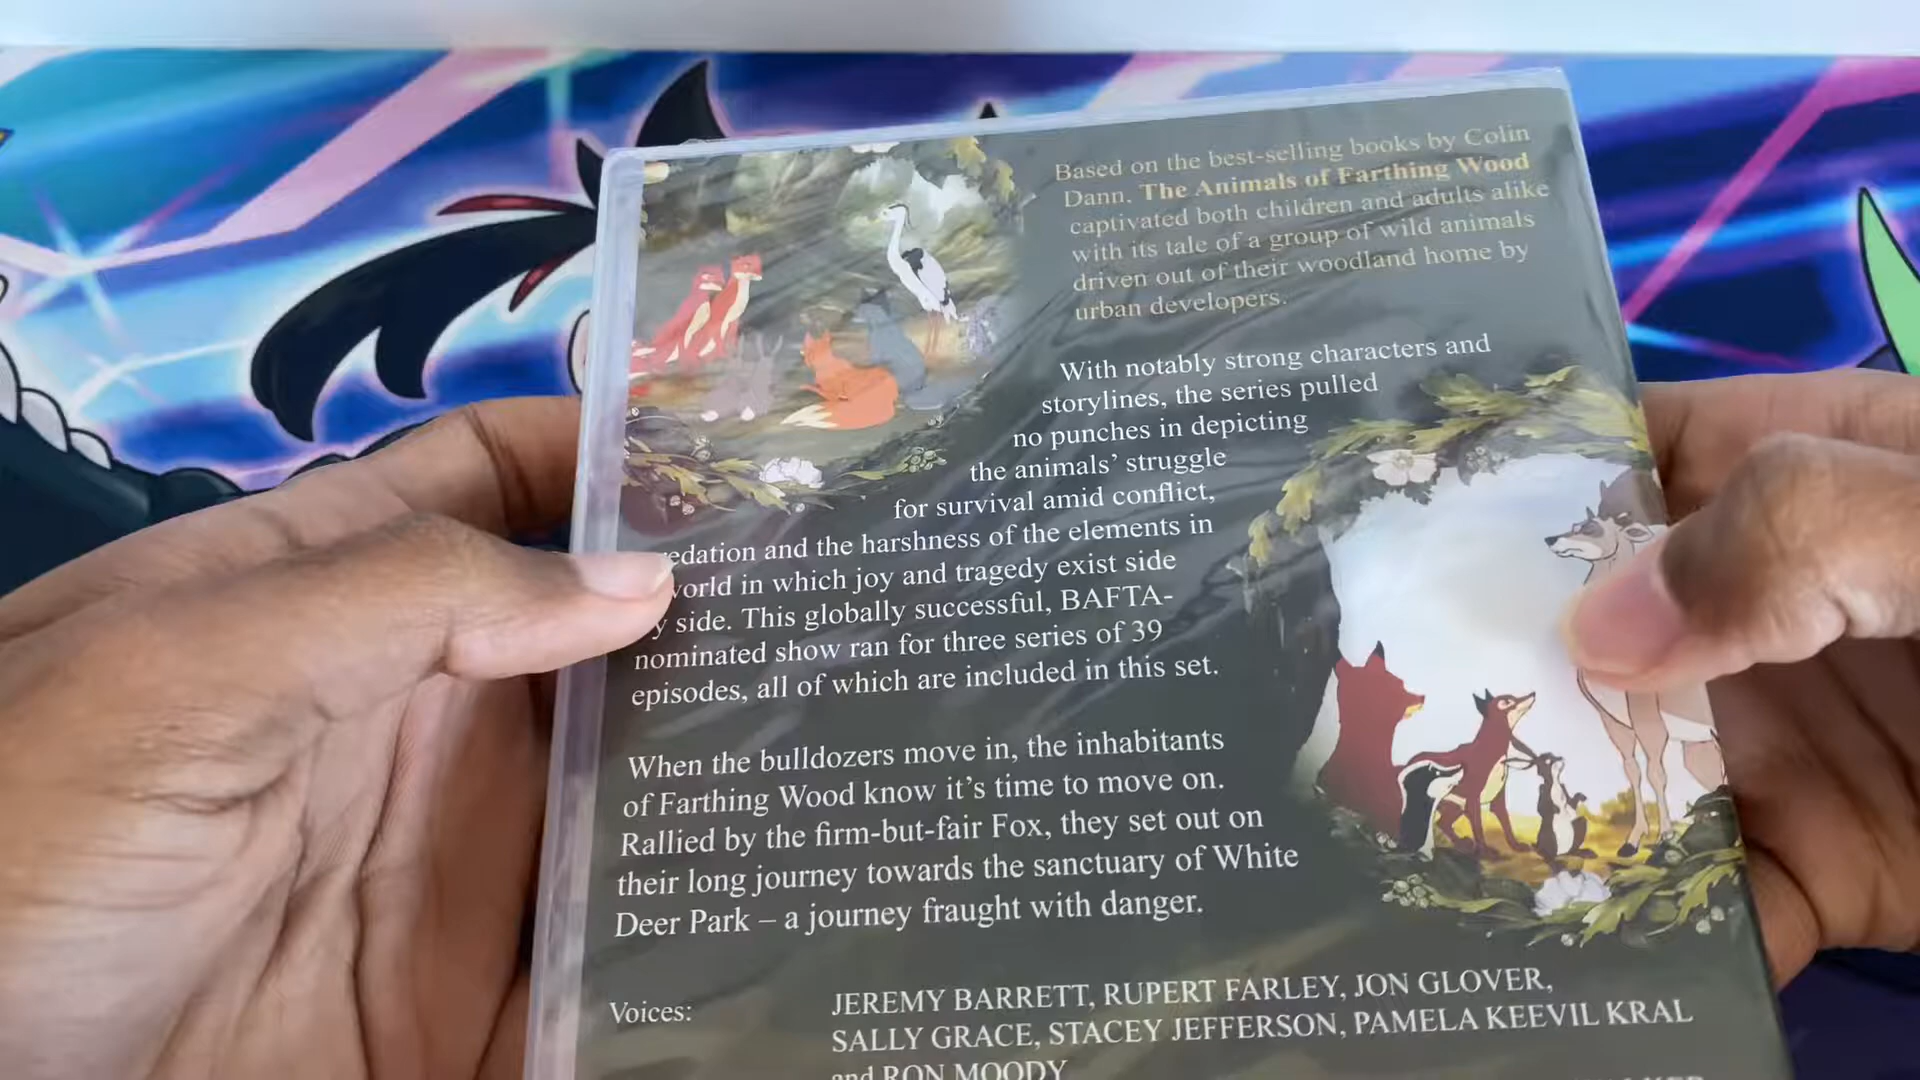 Based on the best-selling books by Colin
Dann. The Animals of Farthing Wood
captivated both children and adults alike
with its tale of a group of wild animals
driven out of their woodland home by
urban developers.
With notably strong characters and
storylines, the series pulled
no punches in depicting
the animals’ struggle
for survival amid conflict,
and the harshness of the elements in
in which joy and tragedy exist side
side. This globally successful, BAFTA-
nominated show ran for three series of 39
episodes, all of which are included in this set.
When the bulldozers move in, the inhabitants
of Farthing Wood know it’s time to move on.
Rallied by the firm-but-fair Fox, they set out on
their long journey towards the sanctuary of White
Deer Park – a journey fraught with danger.
Voices: JEREMY BARRETT, RUPERT FARLEY, JON GLOVER,
SALLY GRACE, STACEY JEFFERSON, PAMELA KEEVIL KRAL
and RON MOODY